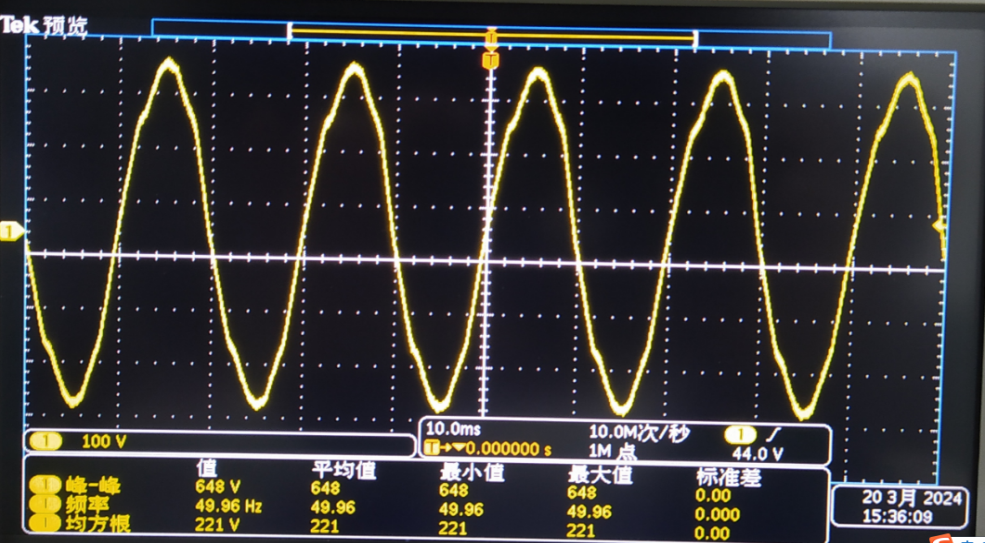 Tek 预览
T
T
1
1 100 V
10.0ms
T→▼0.000000 s
10.0M次/秒
1M 点
1 ∫
44.0 V
值 平均值 最小值 最大值 标准差
1 峰-峰 648 V 648 648 648 0.00
频率 49.96 Hz 49.96 49.96 49.96 0.000
均方根 221 V 221 221 221 0.00
20 3月 2024
15:36:09